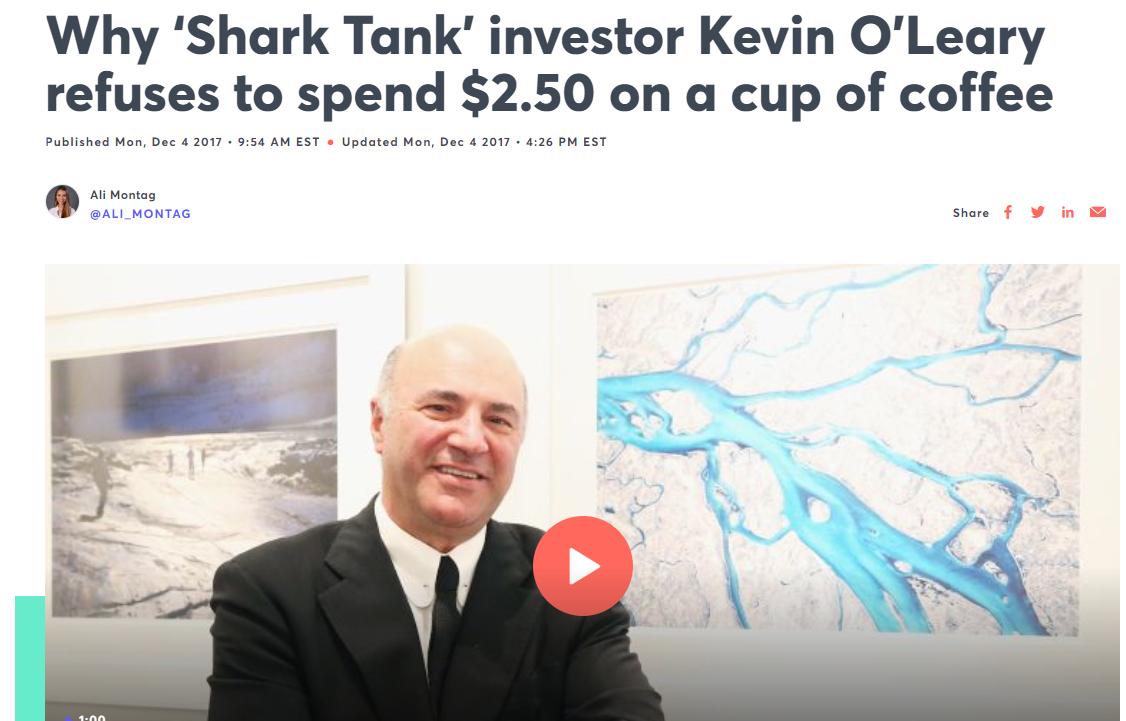 Why ‘Shark Tank’ investor Kevin O’Leary
refuses to spend $2.50 on a cup of coffee
Published Mon, Dec 4 2017 • 9:54 AM EST • Updated Mon, Dec 4 2017 • 4:26 PM EST
Ali Montag
@ALI_MONTAG
Share
1:00